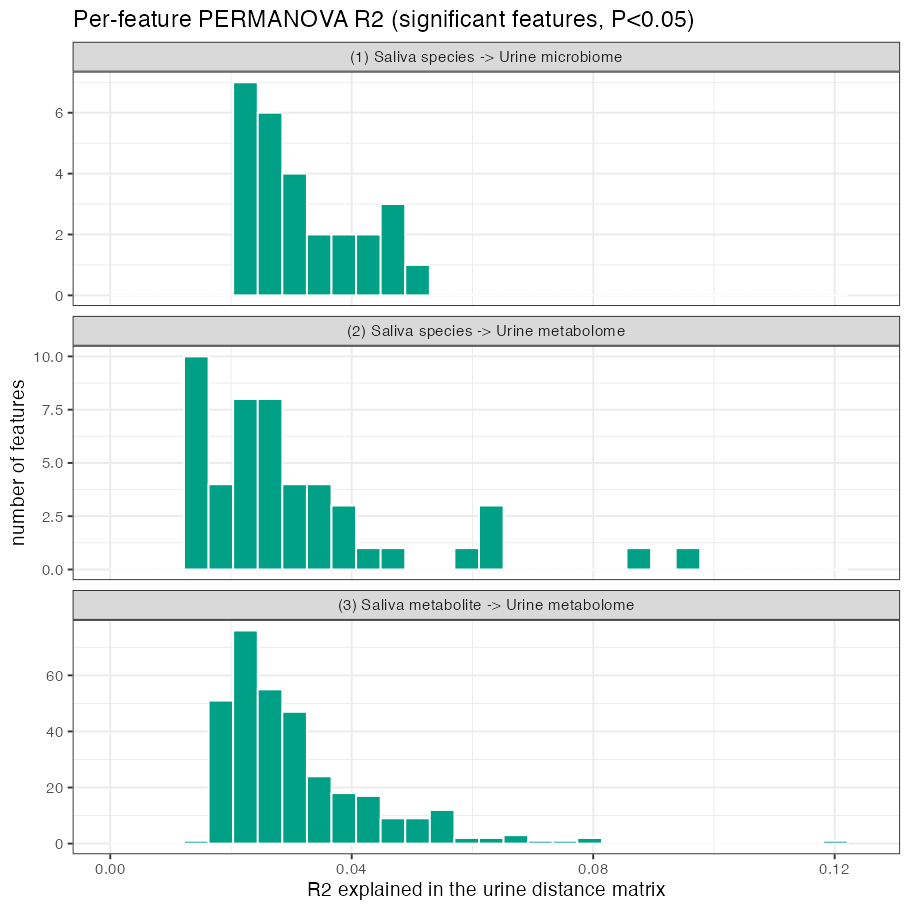 Per-feature PERMANOVA R2 (significant features, P<0.05)
(1) Saliva species -> Urine microbiome
6
4
2
0
(2) Saliva species -> Urine metabolome
10.0
7.5
5.0
2.5
0.0
number of features
(3) Saliva metabolite -> Urine metabolome
60
40
20
0
0.00 0.04 0.08 0.12
R2 explained in the urine distance matrix